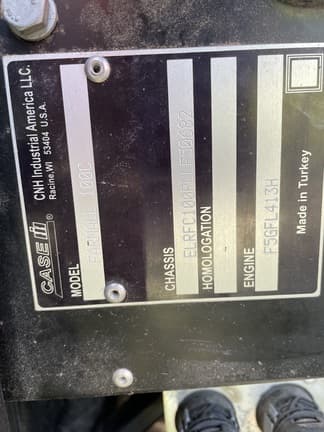 CASE IH ®
CNH Industrial America LLC.
Racine,WI 53404 U.S.A.
MODEL
FARMALL 100C
CHASSIS
HOMOLOGATION
ENGINE
F5GFL413H
Made in Turkey